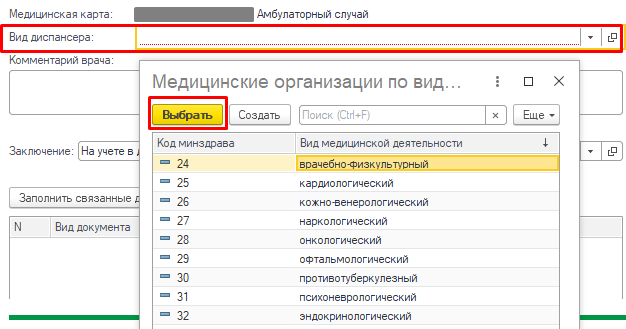 Медицинская карта: Амбулаторный случай
Вид диспансера:
Комментарий врача:
Медицинские организации по вид...
Выбрать Создать Поиск (Ctrl+F) × Еще
Код минздрава Вид медицинской деятельности ↓
24 врачебно-физкультурный
Заключение: На учете в д
25 кардиологический
26 кожно-венерологический
Заполнить связанные д
27 наркологический
N Вид документа
28 онкологический
29 офтальмологический
30 противотуберкулезный
31 психоневрологический
32 эндокринологический